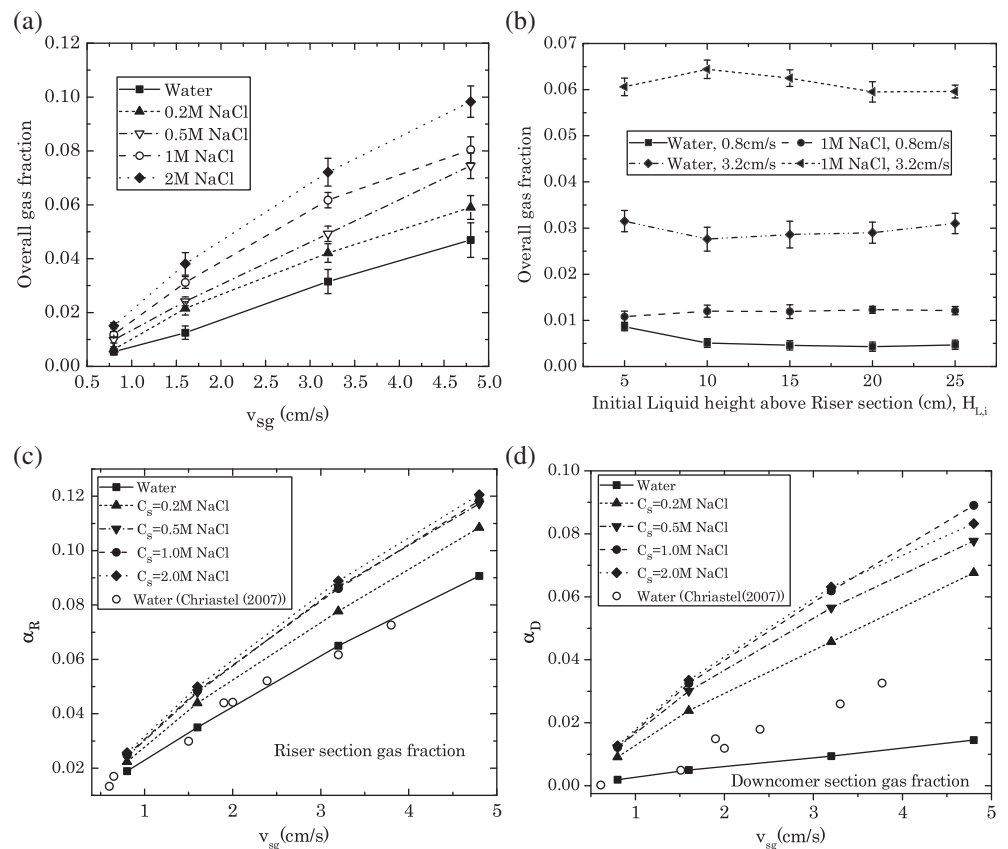 (a)
0.12
0.10
0.08
0.06
0.04
0.02
0.00
Overall gas fraction
Water
0.2M NaCl
0.5M NaCl
1M NaCl
2M NaCl
0.5 1.0 1.5 2.0 2.5 3.0 3.5 4.0 4.5 5.0
v_sg (cm/s)
(b)
0.07
0.06
0.05
0.04
0.03
0.02
0.01
0.00
Overall gas fraction
Water, 0.8cm/s 1M NaCl, 0.8cm/s
Water, 3.2cm/s 1M NaCl, 3.2cm/s
5 10 15 20 25
Initial Liquid height above Riser section (cm), H_L,i
(c)
0.12
0.10
0.08
0.06
0.04
0.02
α_R
Water
C_s=0.2M NaCl
C_s=0.5M NaCl
C_s=1.0M NaCl
C_s=2.0M NaCl
Water (Chriastel (2007))
Riser section gas fraction
1 2 3 4 5
v_sg(cm/s)
(d)
0.10
0.08
0.06
0.04
0.02
0.00
α_D
Water
C_s=0.2M NaCl
C_s=0.5M NaCl
C_s=1.0M NaCl
C_s=2.0M NaCl
Water (Chriastel(2007))
Downcomer section gas fraction
1 2 3 4 5
v_sg(cm/s)